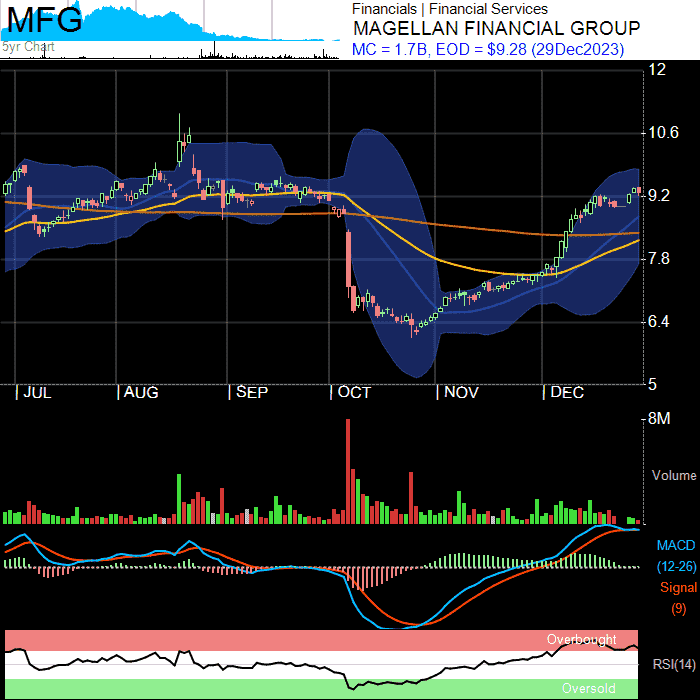 MFG
5yr Chart
Financials | Financial Services
MAGELLAN FINANCIAL GROUP
MC = 1.7B, EOD = $9.28 (29Dec2023)
12
10.6
9.2
7.8
6.4
5
| JUL | AUG | SEP | OCT | NOV | DEC
8M
Volume
MACD
(12-26)
Signal
(9)
Overbought
RSI(14)
Oversold